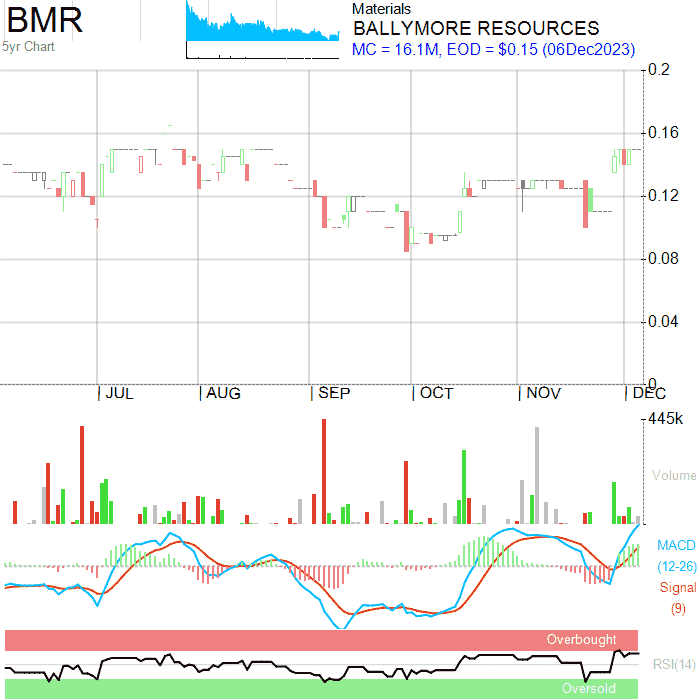 BMR
5yr Chart
Materials
BALLYMORE RESOURCES
MC = 16.1M, EOD = $0.15 (06Dec2023)
0.2
0.16
0.12
0.08
0.04
0
JUL AUG SEP OCT NOV DEC
445k
Volume
MACD
(12-26)
Signal
(9)
Overbought
RSI(14)
Oversold